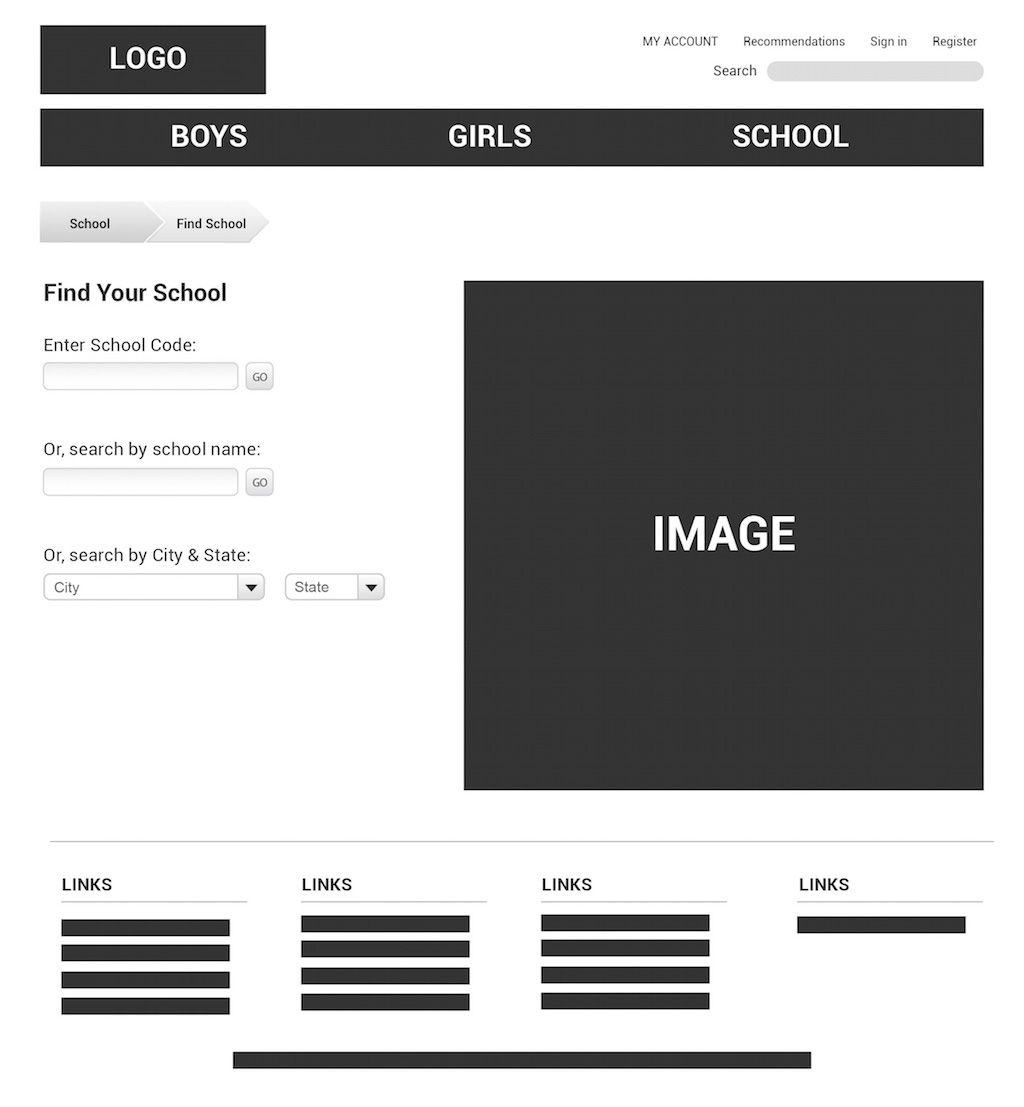 LOGO
MY ACCOUNT Recommendations Sign in Register
Search
BOYS GIRLS SCHOOL
School Find School
Find Your School
Enter School Code:
GO
Or, search by school name:
GO
Or, search by City & State:
City State
IMAGE
LINKS LINKS LINKS LINKS